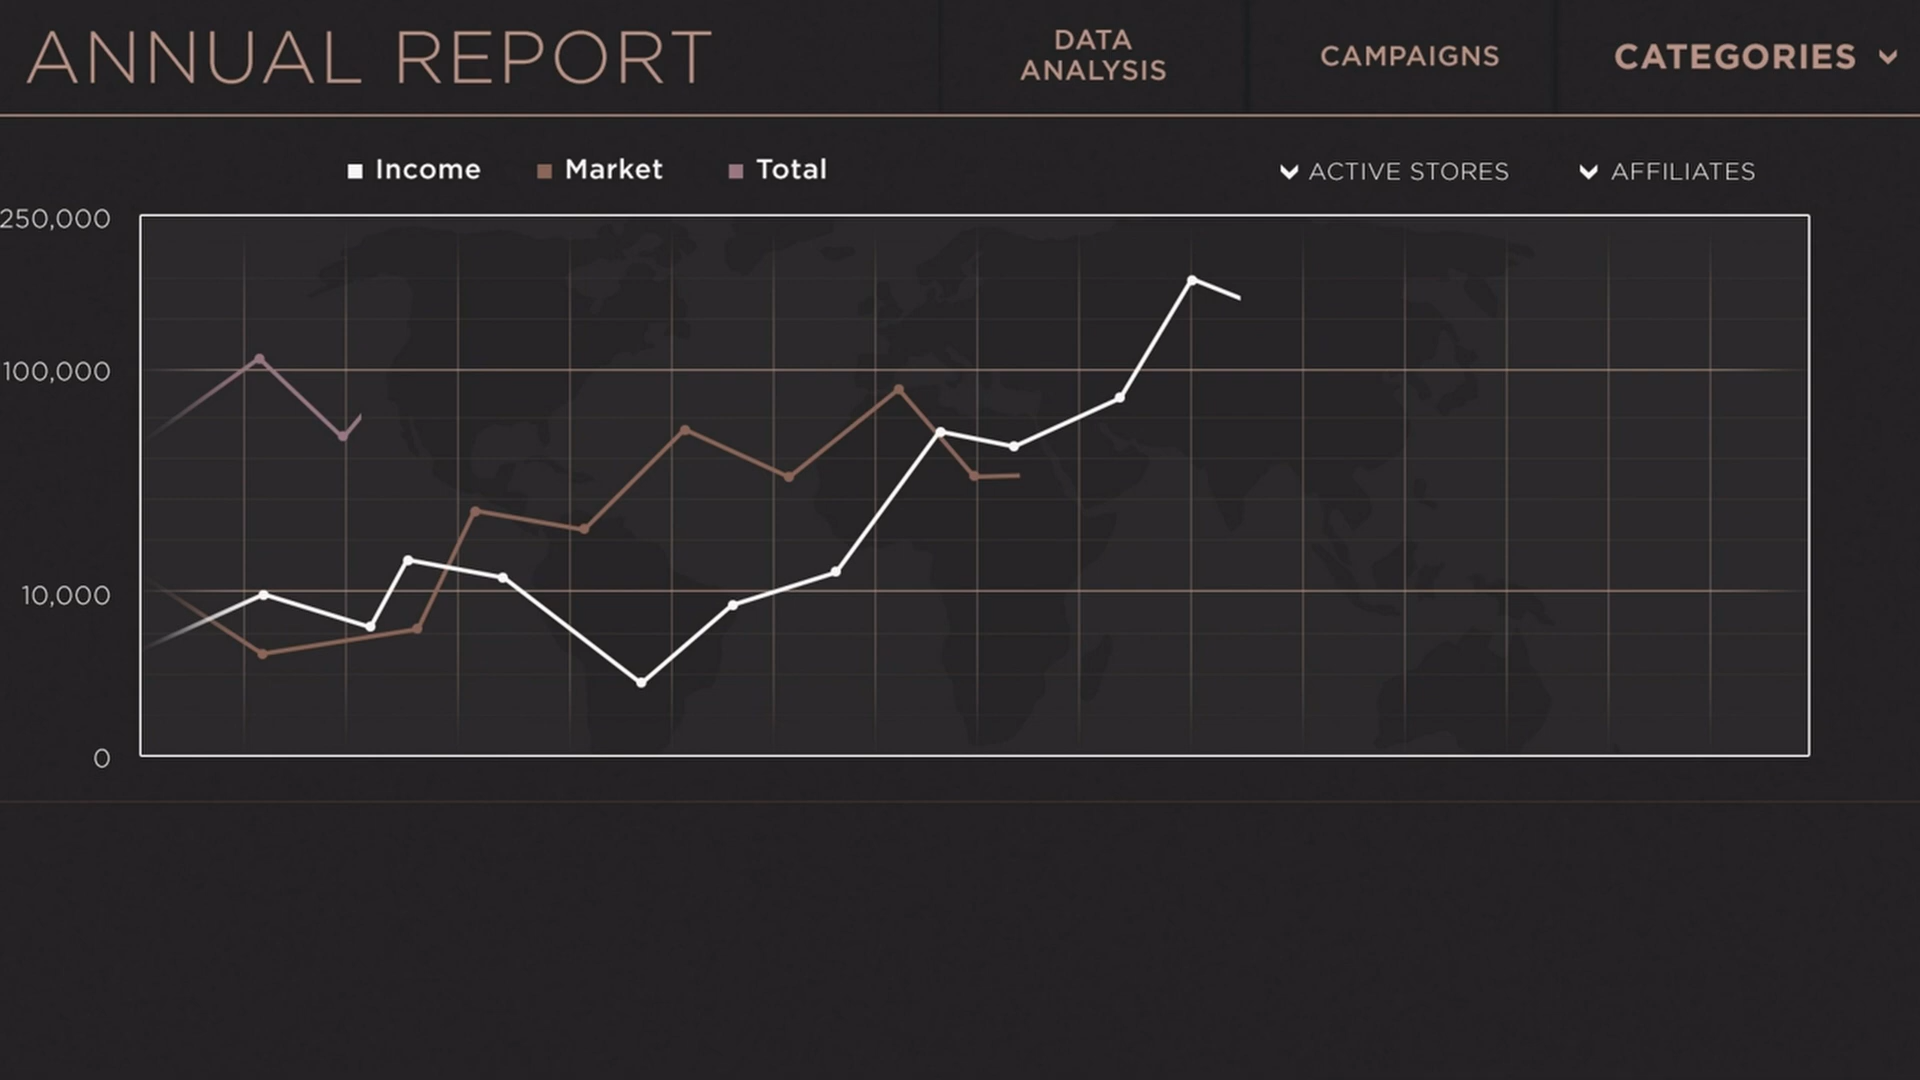 ANNUAL REPORT
DATA
ANALYSIS
CAMPAIGNS
CATEGORIES
Income
Market
Total
ACTIVE STORES
AFFILIATES
250,000
100,000
10,000
0